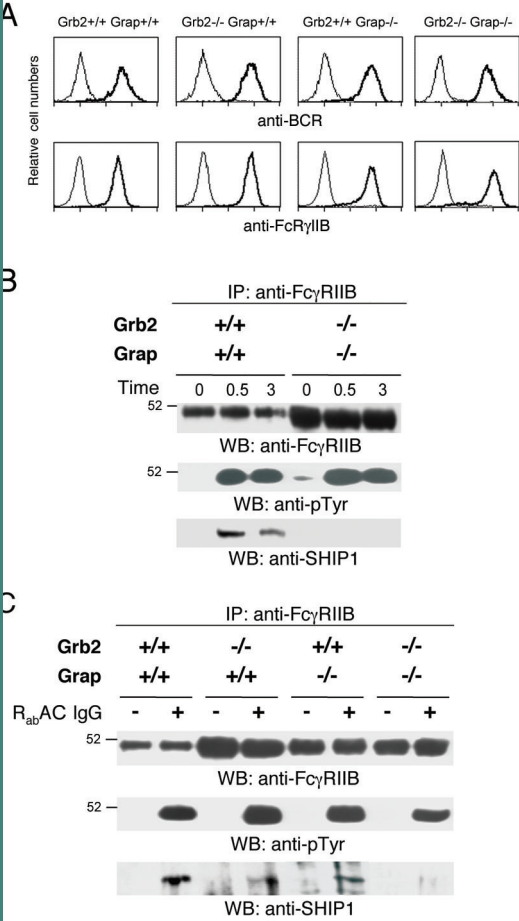 A
Grb2+/+ Grap+/+ Grb2-/- Grap+/+ Grb2+/+ Grap-/- Grb2-/- Grap-/-
Relative cell numbers
anti-BCR
anti-FcRγIIB
B
IP: anti-FcγRIIB
Grb2 +/+ -/-
Grap +/+ -/-
Time 0 0.5 3 0 0.5 3
52
WB: anti-FcγRIIB
52
WB: anti-pTyr
WB: anti-SHIP1
C
IP: anti-FcγRIIB
Grb2 +/+ -/- +/+ -/-
Grap +/+ +/+ -/- -/-
RabAC IgG - + - + - + - +
52
WB: anti-FcγRIIB
52
WB: anti-pTyr
WB: anti-SHIP1